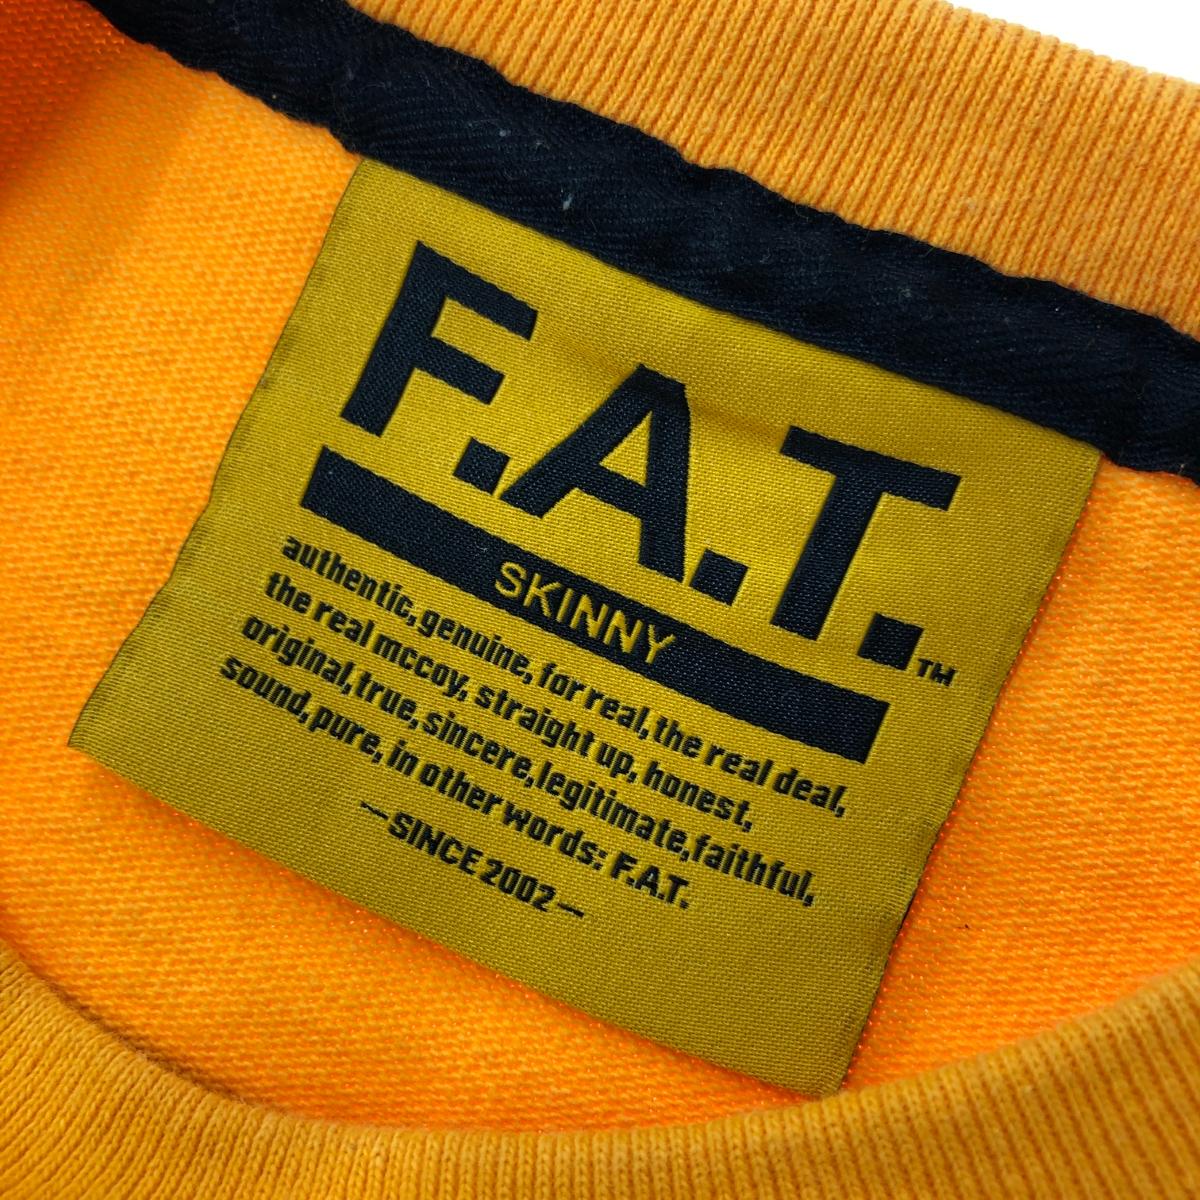 F.A.T.™
SKINNY
authentic, genuine, for real, the real deal,
the real mccoy, straight up, honest,
original, true, sincere, legitimate, faithful,
sound, pure, in other words: F.A.T.
—SINCE 2002—